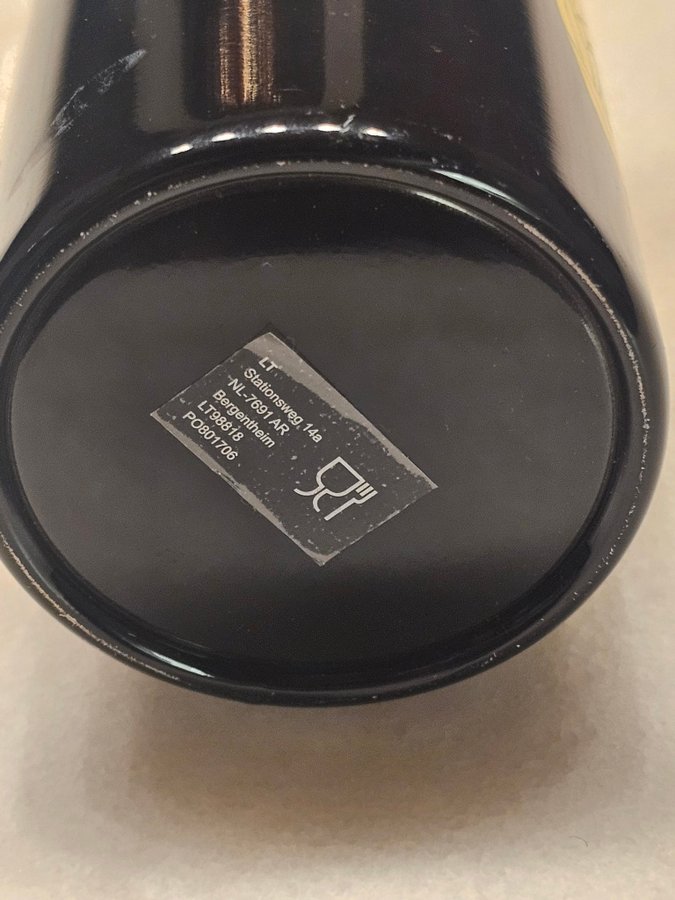 LT
Stationsweg 14a
NL-7691 AR
Bergentheim
LT98818
PO801706